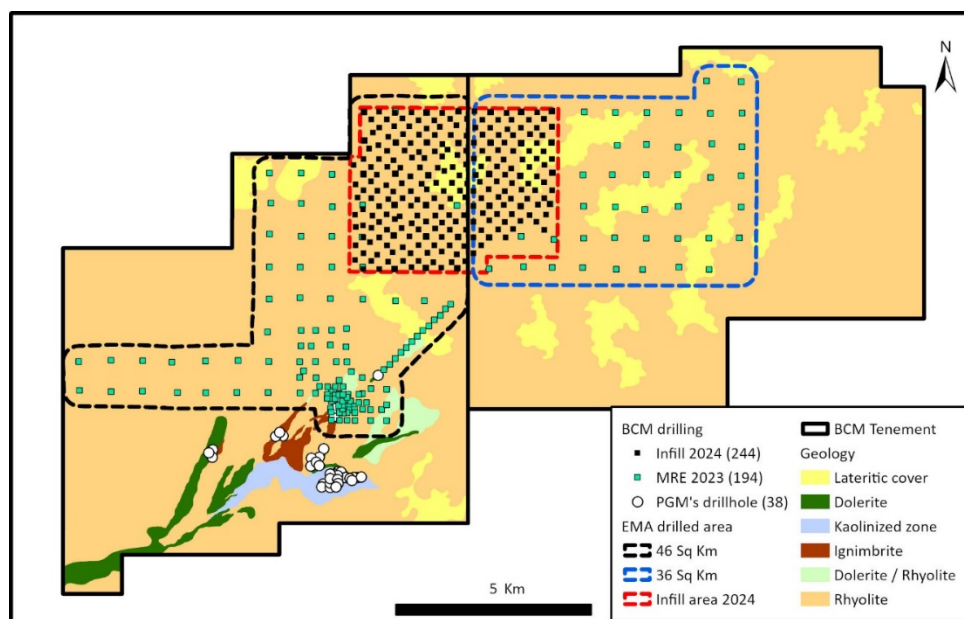 N
BCM drilling
Infill 2024 (244)
MRE 2023 (194)
PGM's drillhole (38)
EMA drilled area
46 Sq Km
36 Sq Km
Infill area 2024
BCM Tenement
Geology
Lateritic cover
Dolerite
Kaolinized zone
Ignimbrite
Dolerite / Rhyolite
Rhyolite
5 Km